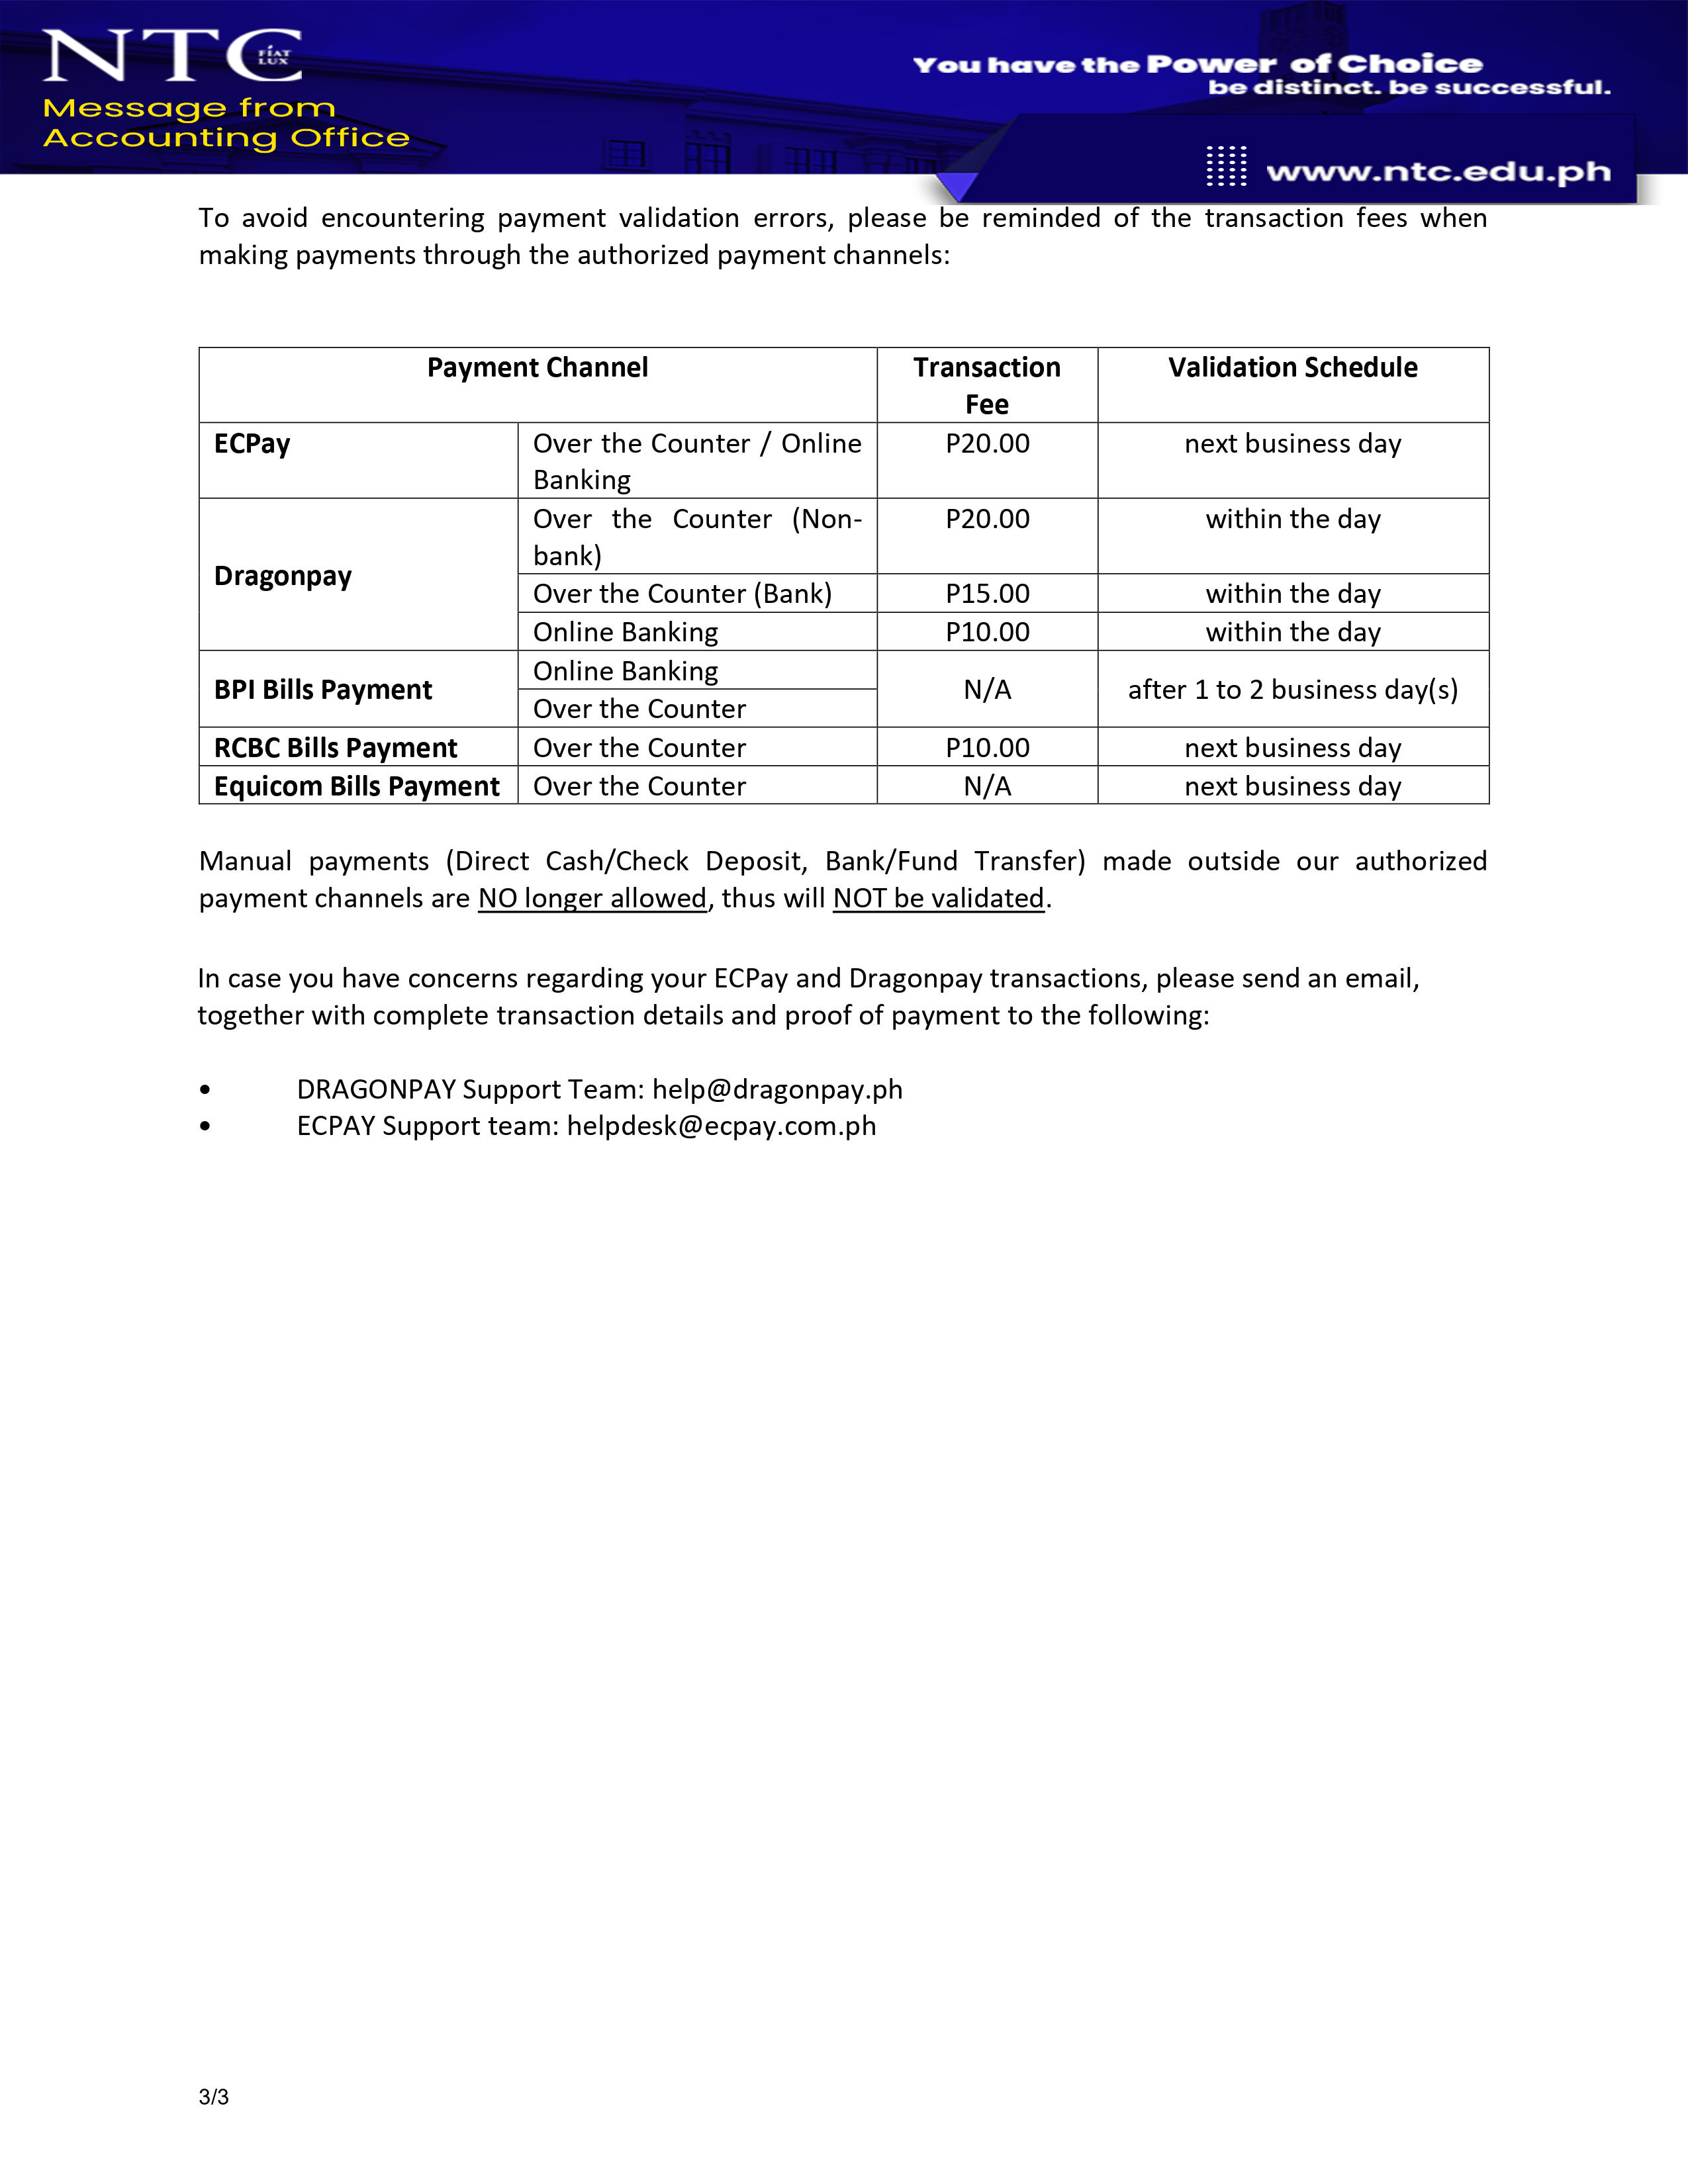 NTC
FIAT
LUX
Message from
Accounting Office
You have the Power of Choice
be distinct. be successful.
www.ntc.edu.ph
To avoid encountering payment validation errors, please be reminded of the transaction fees when
making payments through the authorized payment channels:
Payment Channel
Transaction
Fee
Validation Schedule
ECPay
Over the Counter / Online
Banking
P20.00
next business day
Dragonpay
Over the Counter (Non-
bank)
P20.00
within the day
Over the Counter (Bank)
P15.00
within the day
Online Banking
P10.00
within the day
BPI Bills Payment
Online Banking
Over the Counter
N/A
after 1 to 2 business day(s)
RCBC Bills Payment
Over the Counter
P10.00
next business day
Equicom Bills Payment
Over the Counter
N/A
next business day
Manual payments (Direct Cash/Check Deposit, Bank/Fund Transfer) made outside our authorized
payment channels are NO longer allowed, thus will NOT be validated.
In case you have concerns regarding your ECPay and Dragonpay transactions, please send an email,
together with complete transaction details and proof of payment to the following:
• DRAGONPAY Support Team: help@dragonpay.ph
• ECPAY Support team: helpdesk@ecpay.com.ph
3/3